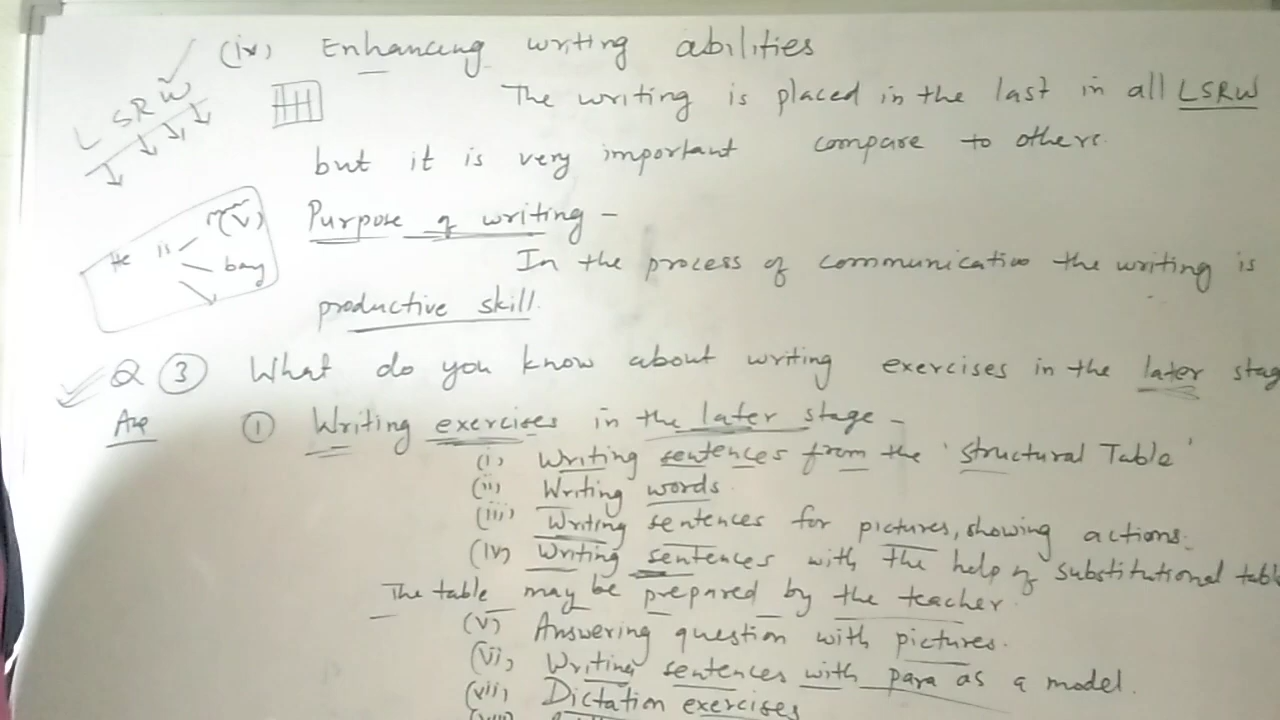 (iv) Enhancing writing abilities
L S R W
The writing is placed in the last in all LSRW
but it is very important compare to others.
(v)
He is
boy
Purpose of writing -
In the process of communication the writing is
productive skill.
Q ③ What do you know about writing exercises in the later stag
Ans ① Writing exercises in the later stage -
(i) Writing sentences from the 'structural Table'
(ii) Writing words
(iii) Writing sentences for pictures, showing actions.
(iv) Writing sentences with the help of substitutional tabl
The table may be prepared by the teacher.
(v) Answering question with pictures.
(vi) Writing sentences with para as a model.
(vii) Dictation exercises